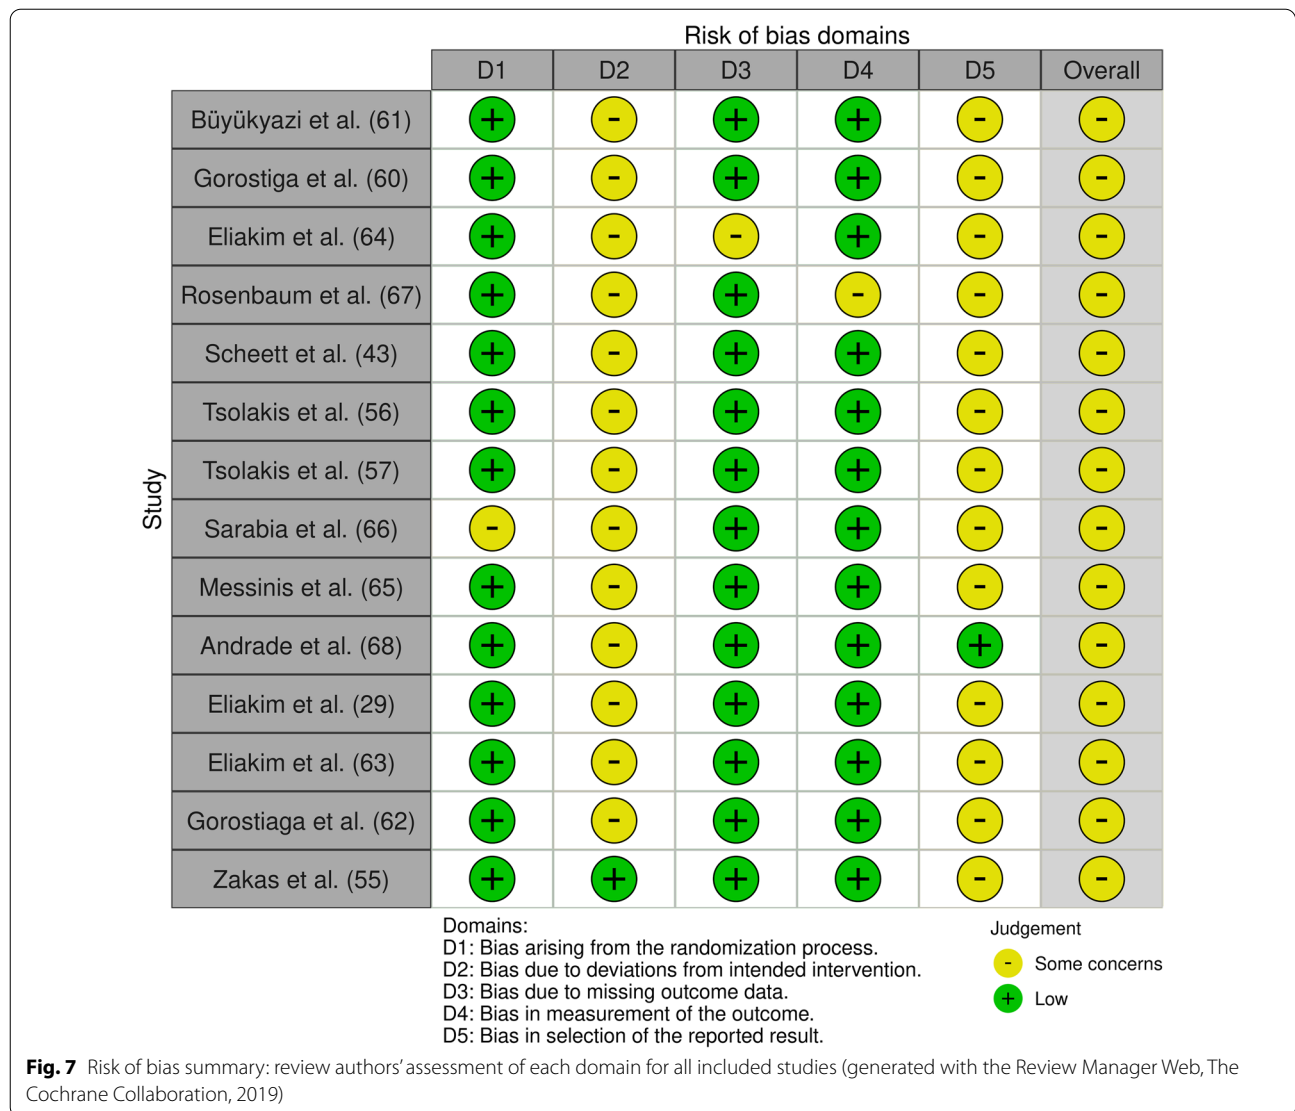 Risk of bias domains
D1 D2 D3 D4 D5 Overall
Study
Büyükyazi et al. (61) + - + + - -
Gorostiga et al. (60) + - + + - -
Eliakim et al. (64) + - - + - -
Rosenbaum et al. (67) + - + - - -
Scheett et al. (43) + - + + - -
Tsolakis et al. (56) + - + + - -
Tsolakis et al. (57) + - + + - -
Sarabia et al. (66) - - + + - -
Messinis et al. (65) + - + + - -
Andrade et al. (68) + - + + + -
Eliakim et al. (29) + - + + - -
Eliakim et al. (63) + - + + - -
Gorostiaga et al. (62) + - + + - -
Zakas et al. (55) + + + + - -
Domains:
D1: Bias arising from the randomization process.
D2: Bias due to deviations from intended intervention.
D3: Bias due to missing outcome data.
D4: Bias in measurement of the outcome.
D5: Bias in selection of the reported result.
Judgement
- Some concerns
+ Low
Fig. 7 Risk of bias summary: review authors' assessment of each domain for all included studies (generated with the Review Manager Web, The
Cochrane Collaboration, 2019)